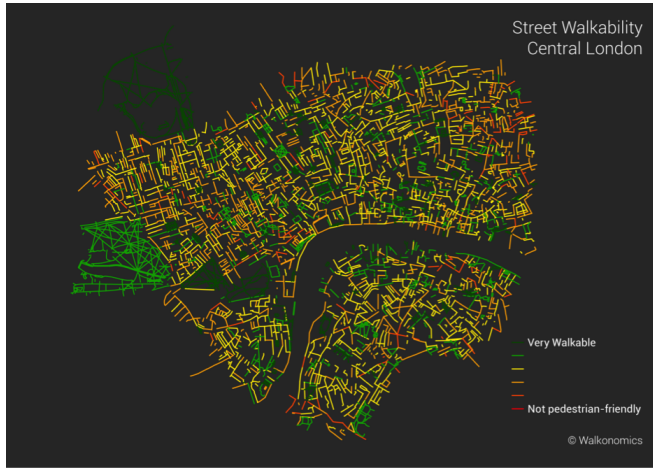 Street Walkability
Central London
Very Walkable
Not pedestrian-friendly
© Walkonomics